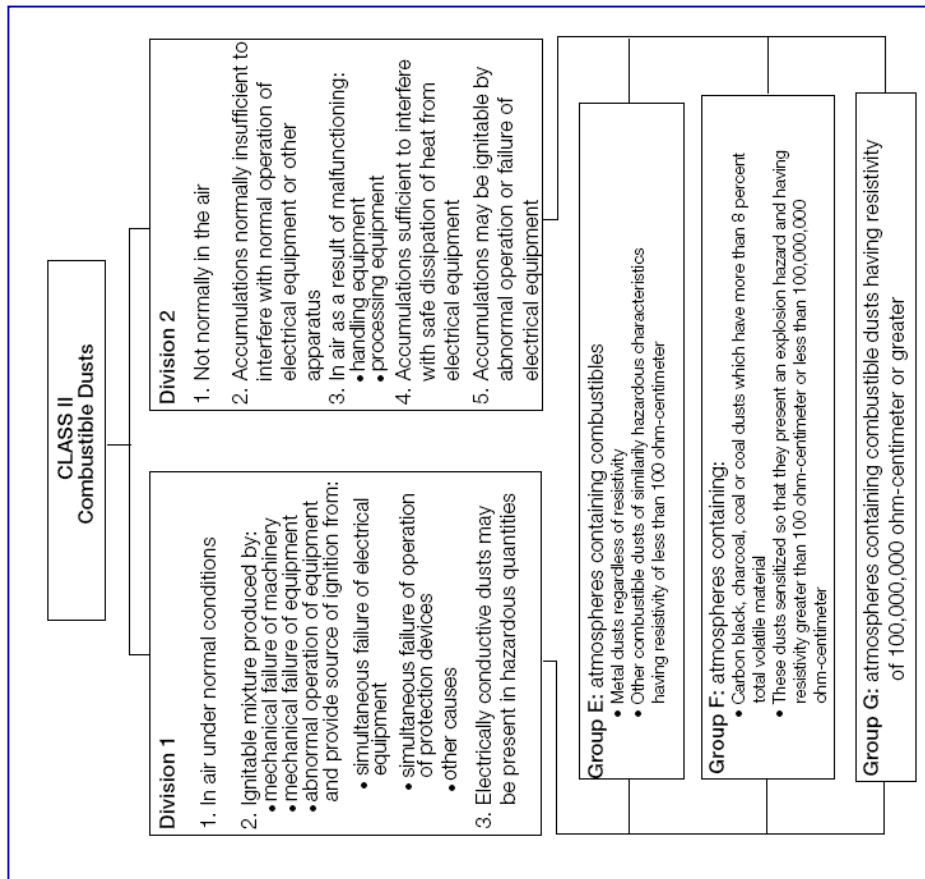 CLASS II
Combustible Dusts
Division 1
1. In air under normal conditions
2. Ignitable mixture produced by:
•mechanical failure of machinery
•mechanical failure of equipment
•abnormal operation of equipment
and provide source of ignition from:
• simultaneous failure of electrical
equipment
• simultaneous failure of operation
of protection devices
• other causes
3. Electrically conductive dusts may
be present in hazardous quantities
Division 2
1. Not normally in the air
2. Accumulations normally insufficient to
interfere with normal operation of
electrical equipment or other
apparatus
3. In air as a result of malfunctioning:
•handling equipment
•processing equipment
4. Accumulations sufficient to interfere
with safe dissipation of heat from
electrical equipment
5. Accumulations may be ignitable by
abnormal operation or failure of
electrical equipment
Group E: atmospheres containing combustibles
• Metal dusts regardless of resistivity
• Other combustible dusts of similarly hazardous characteristics
having resistivity of less than 100 ohm-centimeter
Group F: atmospheres containing:
• Carbon black, charcoal, coal or coal dusts which have more than 8 percent
total volatile material
• These dusts sensitized so that they present an explosion hazard and having
resistivity greater than 100 ohm-centimeter or less than 100,000,000
ohm-centimeter
Group G: atmospheres containing combustible dusts having resistivity
of 100,000,000 ohm-centimeter or greater